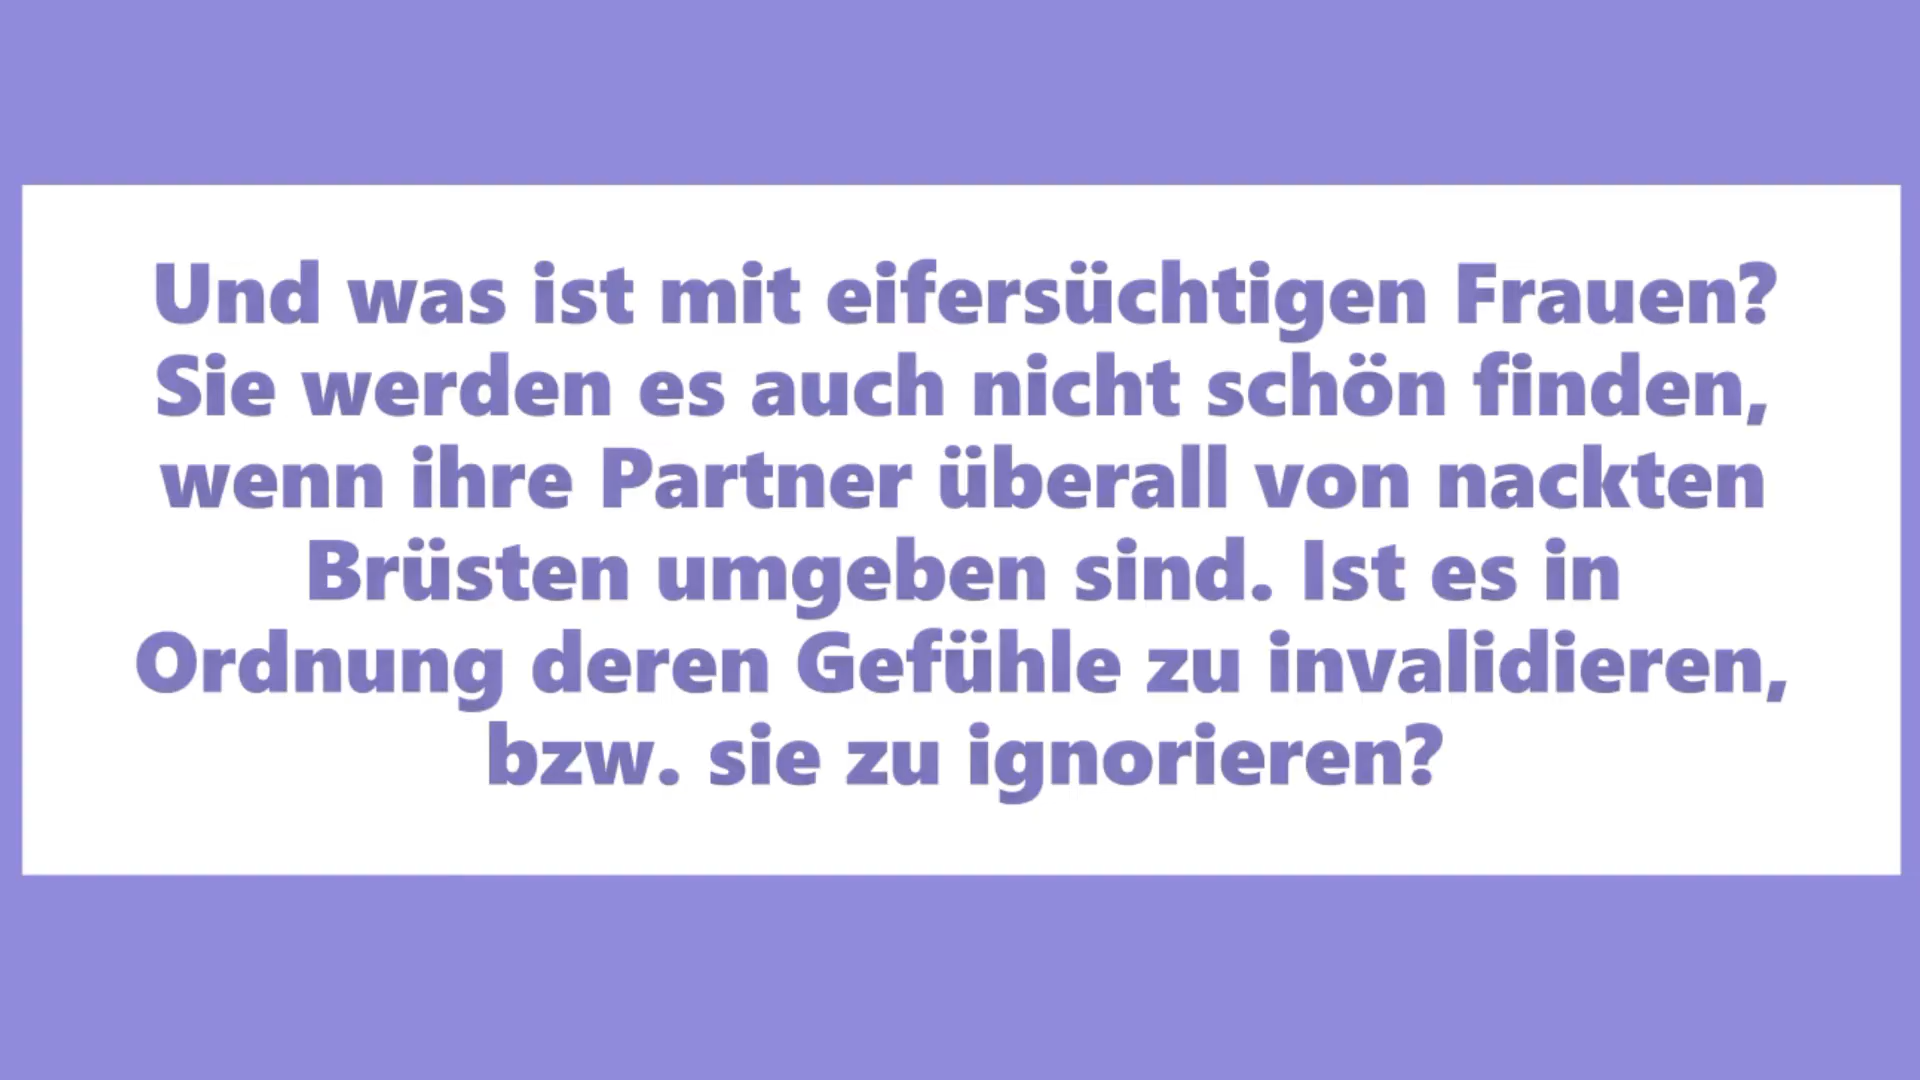 Und was ist mit eifersüchtigen Frauen?
Sie werden es auch nicht schön finden,
wenn ihre Partner überall von nackten
Brüsten umgeben sind. Ist es in
Ordnung deren Gefühle zu invalidieren,
bzw. sie zu ignorieren?